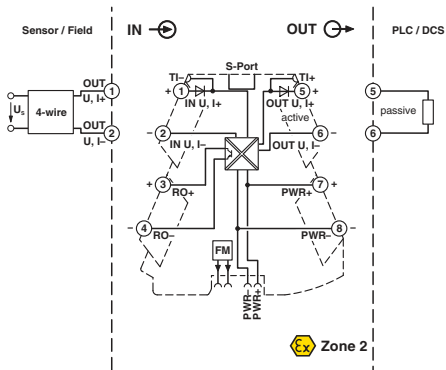 Sensor / Field
IN
OUT
PLC / DCS
S-Port
TI–
TI+
OUT
U, I+
1
+
1
IN U, I+
5
+
OUT U, I+
active
5
Us
4-wire
OUT
U, I–
2
–
2
IN U, I–
OUT U, I–
6
–
6
passive
+
3
RO+
PWR+
7
+
–
4
RO–
PWR–
8
–
FM
PWR–
PWR+
Ex Zone 2